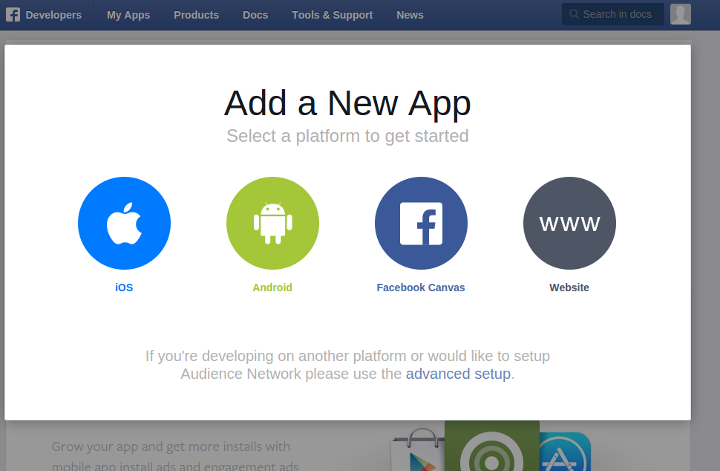 Developers My Apps Products Docs Tools & Support News Search in docs
Add a New App
Select a platform to get started
www
iOS Android Facebook Canvas Website
If you're developing on another platform or would like to setup
Audience Network please use the advanced setup.
Grow your app and get more installs with
mobile app install ads and engagement ads